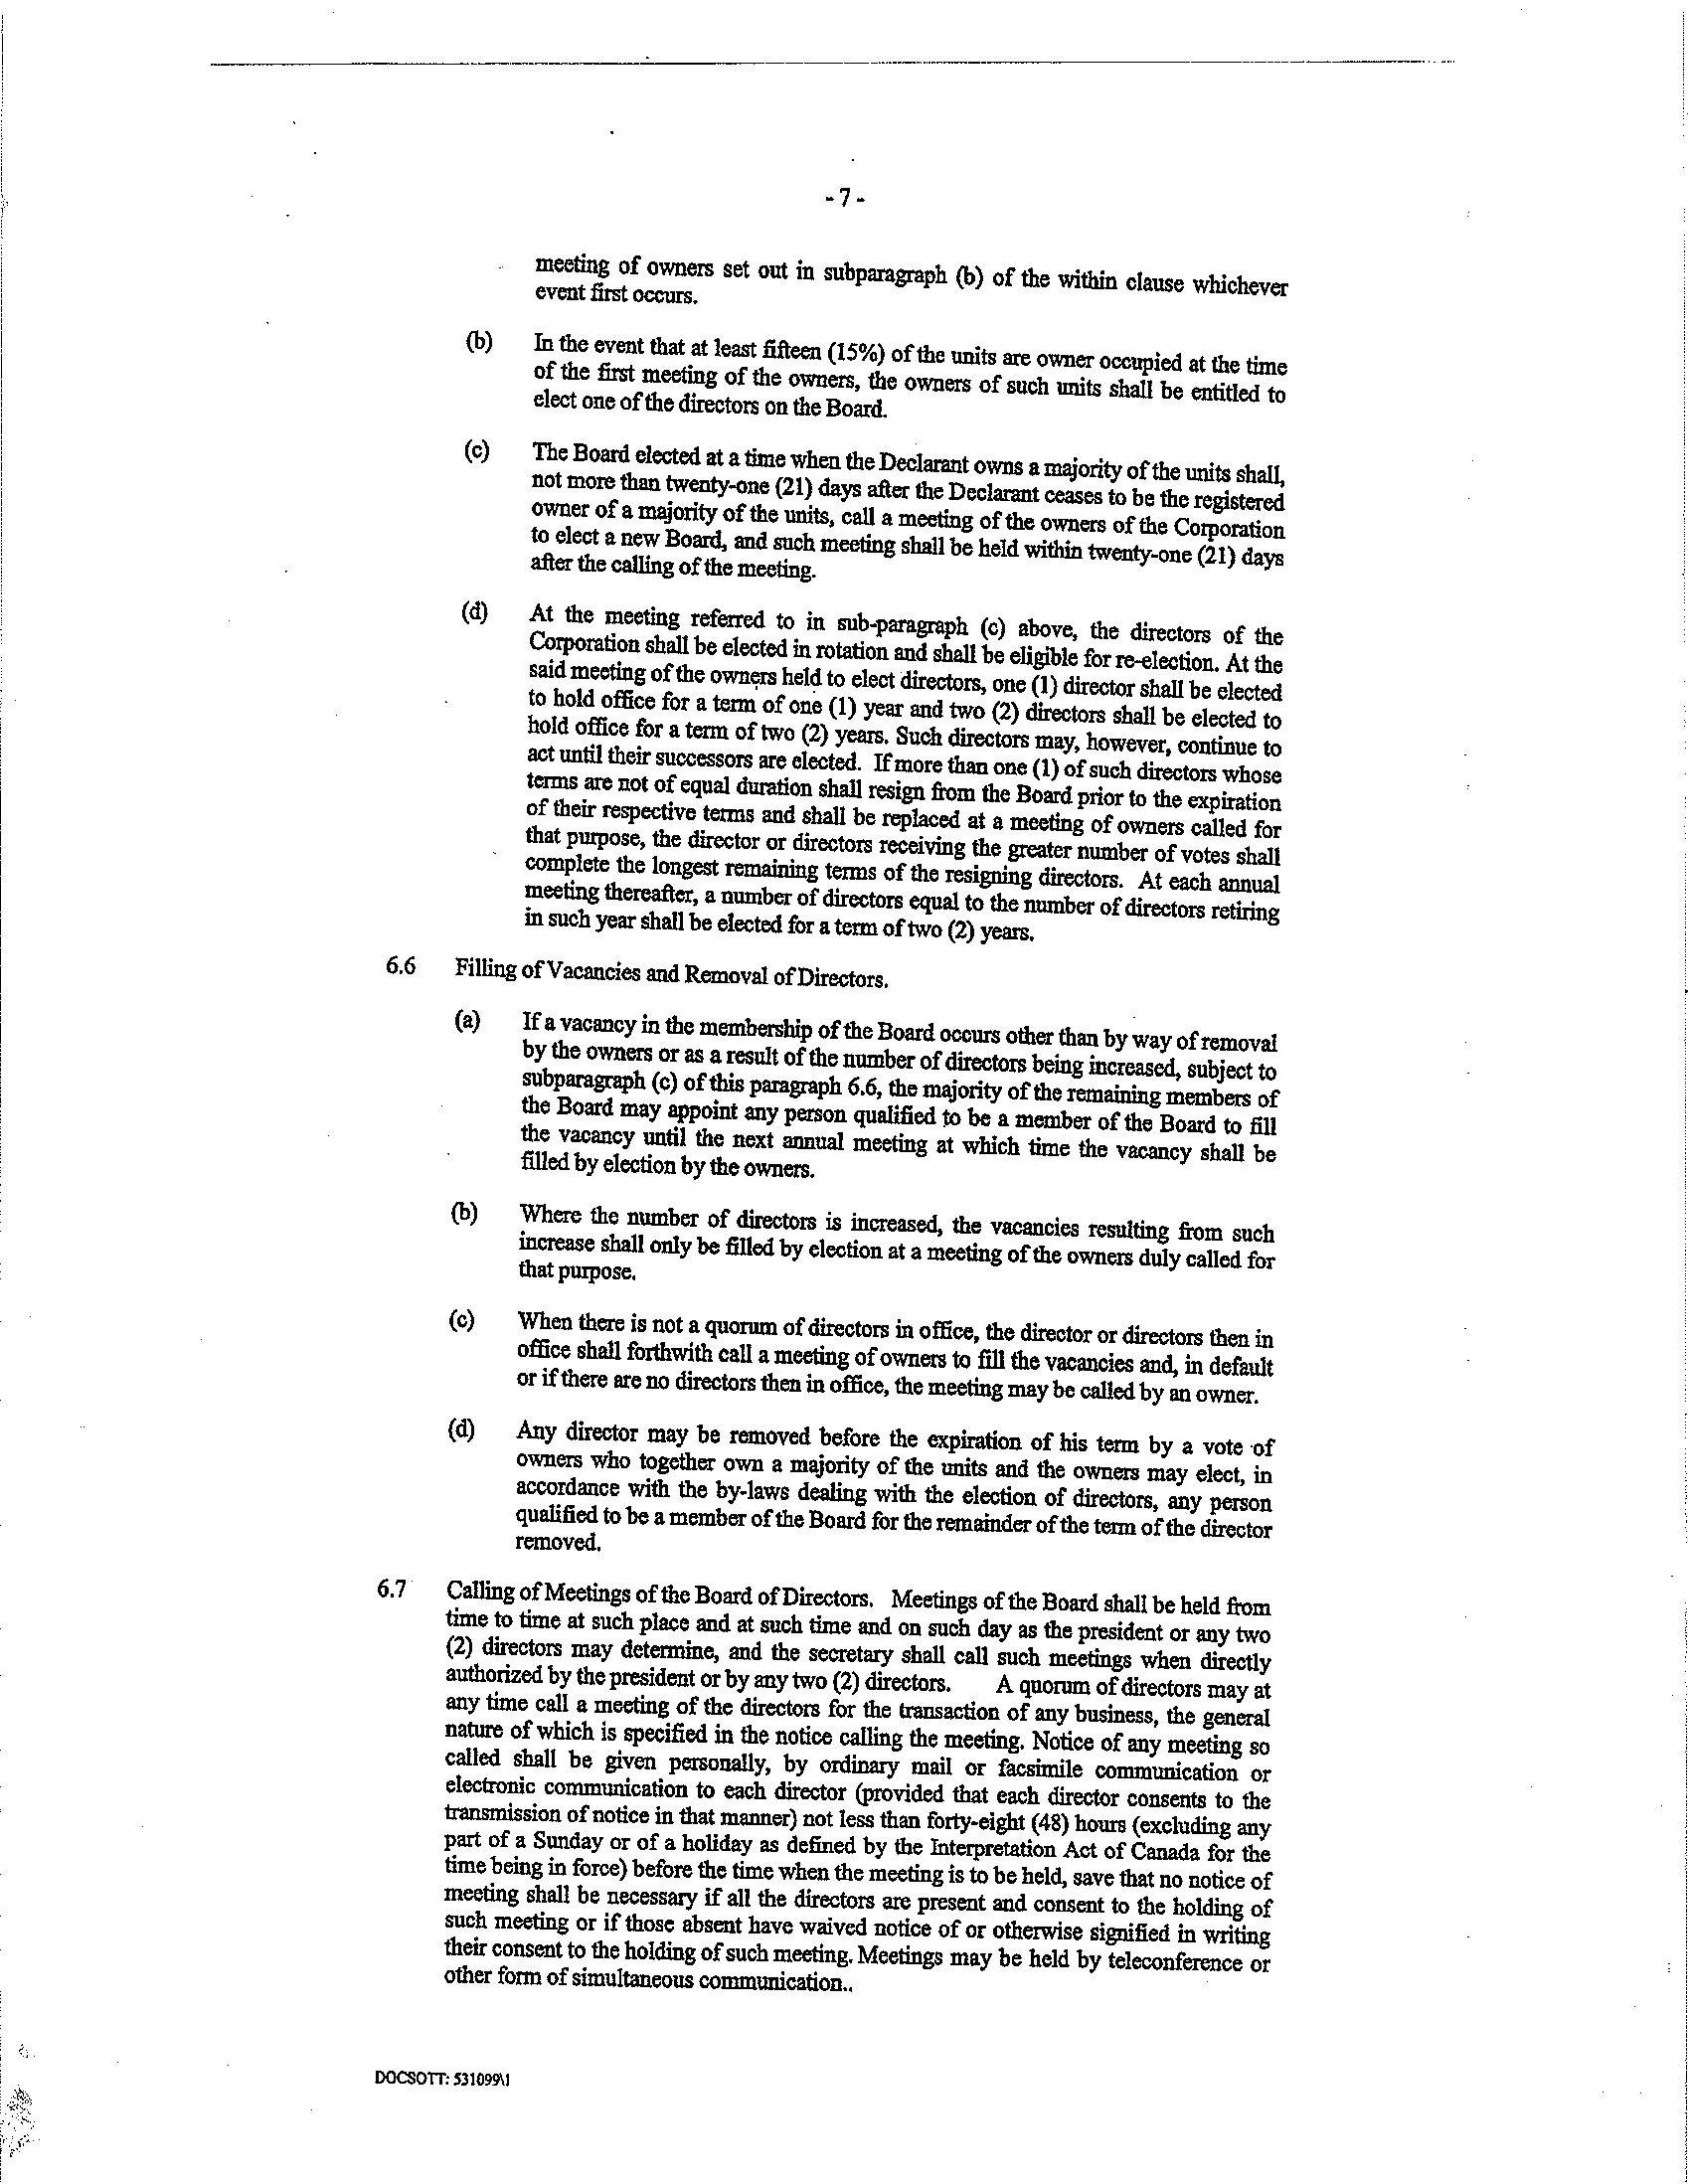 - 7 -
meeting of owners set out in subparagraph (b) of the within clause whichever
event first occurs.
(b) In the event that at least fifteen (15%) of the units are owner occupied at the time
of the first meeting of the owners, the owners of such units shall be entitled to
elect one of the directors on the Board.
(c) The Board elected at a time when the Declarant owns a majority of the units shall,
not more than twenty-one (21) days after the Declarant ceases to be the registered
owner of a majority of the units, call a meeting of the owners of the Corporation
to elect a new Board, and such meeting shall be held within twenty-one (21) days
after the calling of the meeting.
(d) At the meeting referred to in sub-paragraph (c) above, the directors of the
Corporation shall be elected in rotation and shall be eligible for re-election. At the
said meeting of the owners held to elect directors, one (1) director shall be elected
to hold office for a term of one (1) year and two (2) directors shall be elected to
hold office for a term of two (2) years. Such directors may, however, continue to
act until their successors are elected. If more than one (1) of such directors whose
terms are not of equal duration shall resign from the Board prior to the expiration
of their respective terms and shall be replaced at a meeting of owners called for
that purpose, the director or directors receiving the greater number of votes shall
complete the longest remaining terms of the resigning directors. At each annual
meeting thereafter, a number of directors equal to the number of directors retiring
in such year shall be elected for a term of two (2) years.
6.6 Filling of Vacancies and Removal of Directors.
(a) If a vacancy in the membership of the Board occurs other than by way of removal
by the owners or as a result of the number of directors being increased, subject to
subparagraph (c) of this paragraph 6.6, the majority of the remaining members of
the Board may appoint any person qualified to be a member of the Board to fill
the vacancy until the next annual meeting at which time the vacancy shall be
filled by election by the owners.
(b) Where the number of directors is increased, the vacancies resulting from such
increase shall only be filled by election at a meeting of the owners duly called for
that purpose.
(c) When there is not a quorum of directors in office, the director or directors then in
office shall forthwith call a meeting of owners to fill the vacancies and, in default
or if there are no directors then in office, the meeting may be called by an owner.
(d) Any director may be removed before the expiration of his term by a vote of
owners who together own a majority of the units and the owners may elect, in
accordance with the by-laws dealing with the election of directors, any person
qualified to be a member of the Board for the remainder of the term of the director
removed.
6.7 Calling of Meetings of the Board of Directors. Meetings of the Board shall be held from
time to time at such place and at such time and on such day as the president or any two
(2) directors may determine, and the secretary shall call such meetings when directly
authorized by the president or by any two (2) directors. A quorum of directors may at
any time call a meeting of the directors for the transaction of any business, the general
nature of which is specified in the notice calling the meeting. Notice of any meeting so
called shall be given personally, by ordinary mail or facsimile communication or
electronic communication to each director (provided that each director consents to the
transmission of notice in that manner) not less than forty-eight (48) hours (excluding any
part of a Sunday or of a holiday as defined by the Interpretation Act of Canada for the
time being in force) before the time when the meeting is to be held, save that no notice of
meeting shall be necessary if all the directors are present and consent to the holding of
such meeting or if those absent have waived notice of or otherwise signified in writing
their consent to the holding of such meeting. Meetings may be held by teleconference or
other form of simultaneous communication..
DOCSOTT: 531099\1